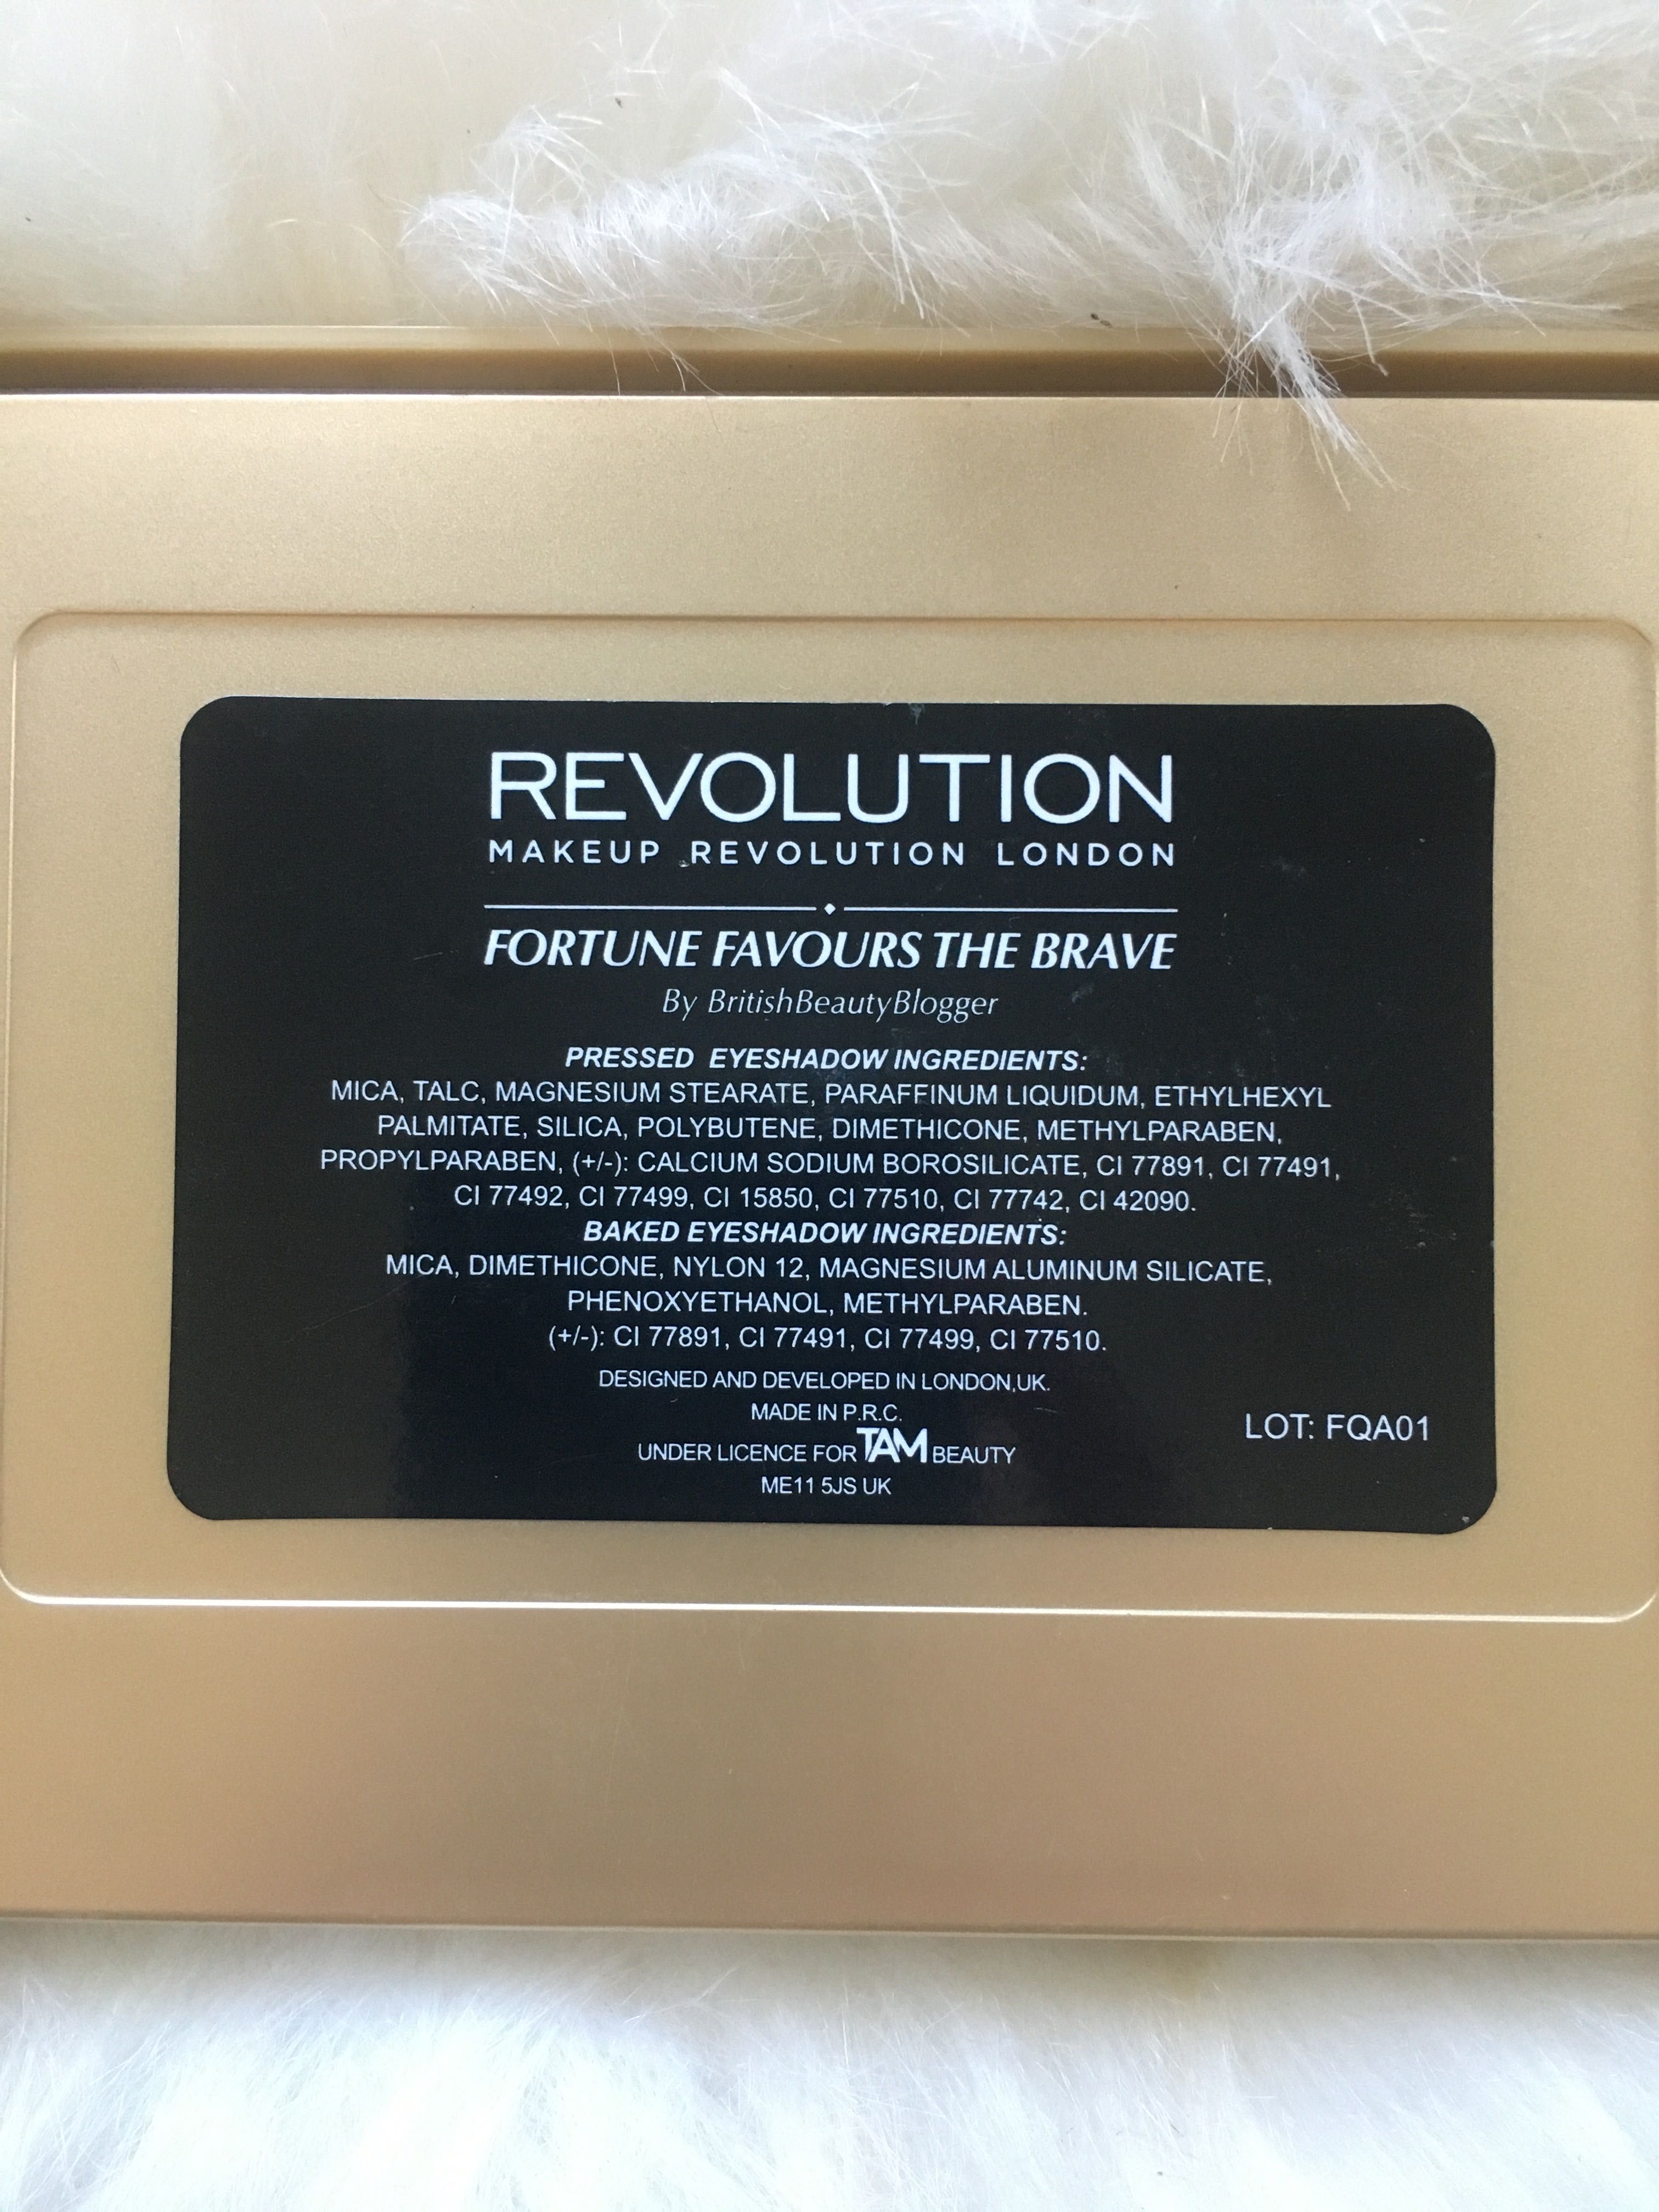 REVOLUTION
MAKEUP REVOLUTION LONDON
FORTUNE FAVOURS THE BRAVE
By BritishBeautyBlogger
PRESSED EYESHADOW INGREDIENTS:
MICA, TALC, MAGNESIUM STEARATE, PARAFFINUM LIQUIDUM, ETHYLHEXYL
PALMITATE, SILICA, POLYBUTENE, DIMETHICONE, METHYLPARABEN,
PROPYLPARABEN, (+/-): CALCIUM SODIUM BOROSILICATE, CI 77891, CI 77491,
CI 77492, CI 77499, CI 15850, CI 77510, CI 77742, CI 42090.
BAKED EYESHADOW INGREDIENTS:
MICA, DIMETHICONE, NYLON 12, MAGNESIUM ALUMINUM SILICATE,
PHENOXYETHANOL, METHYLPARABEN.
(+/-): CI 77891, CI 77491, CI 77499, CI 77510.
DESIGNED AND DEVELOPED IN LONDON,UK.
MADE IN P.R.C.
UNDER LICENCE FOR TAM BEAUTY
ME11 5JS UK
LOT: FQA01